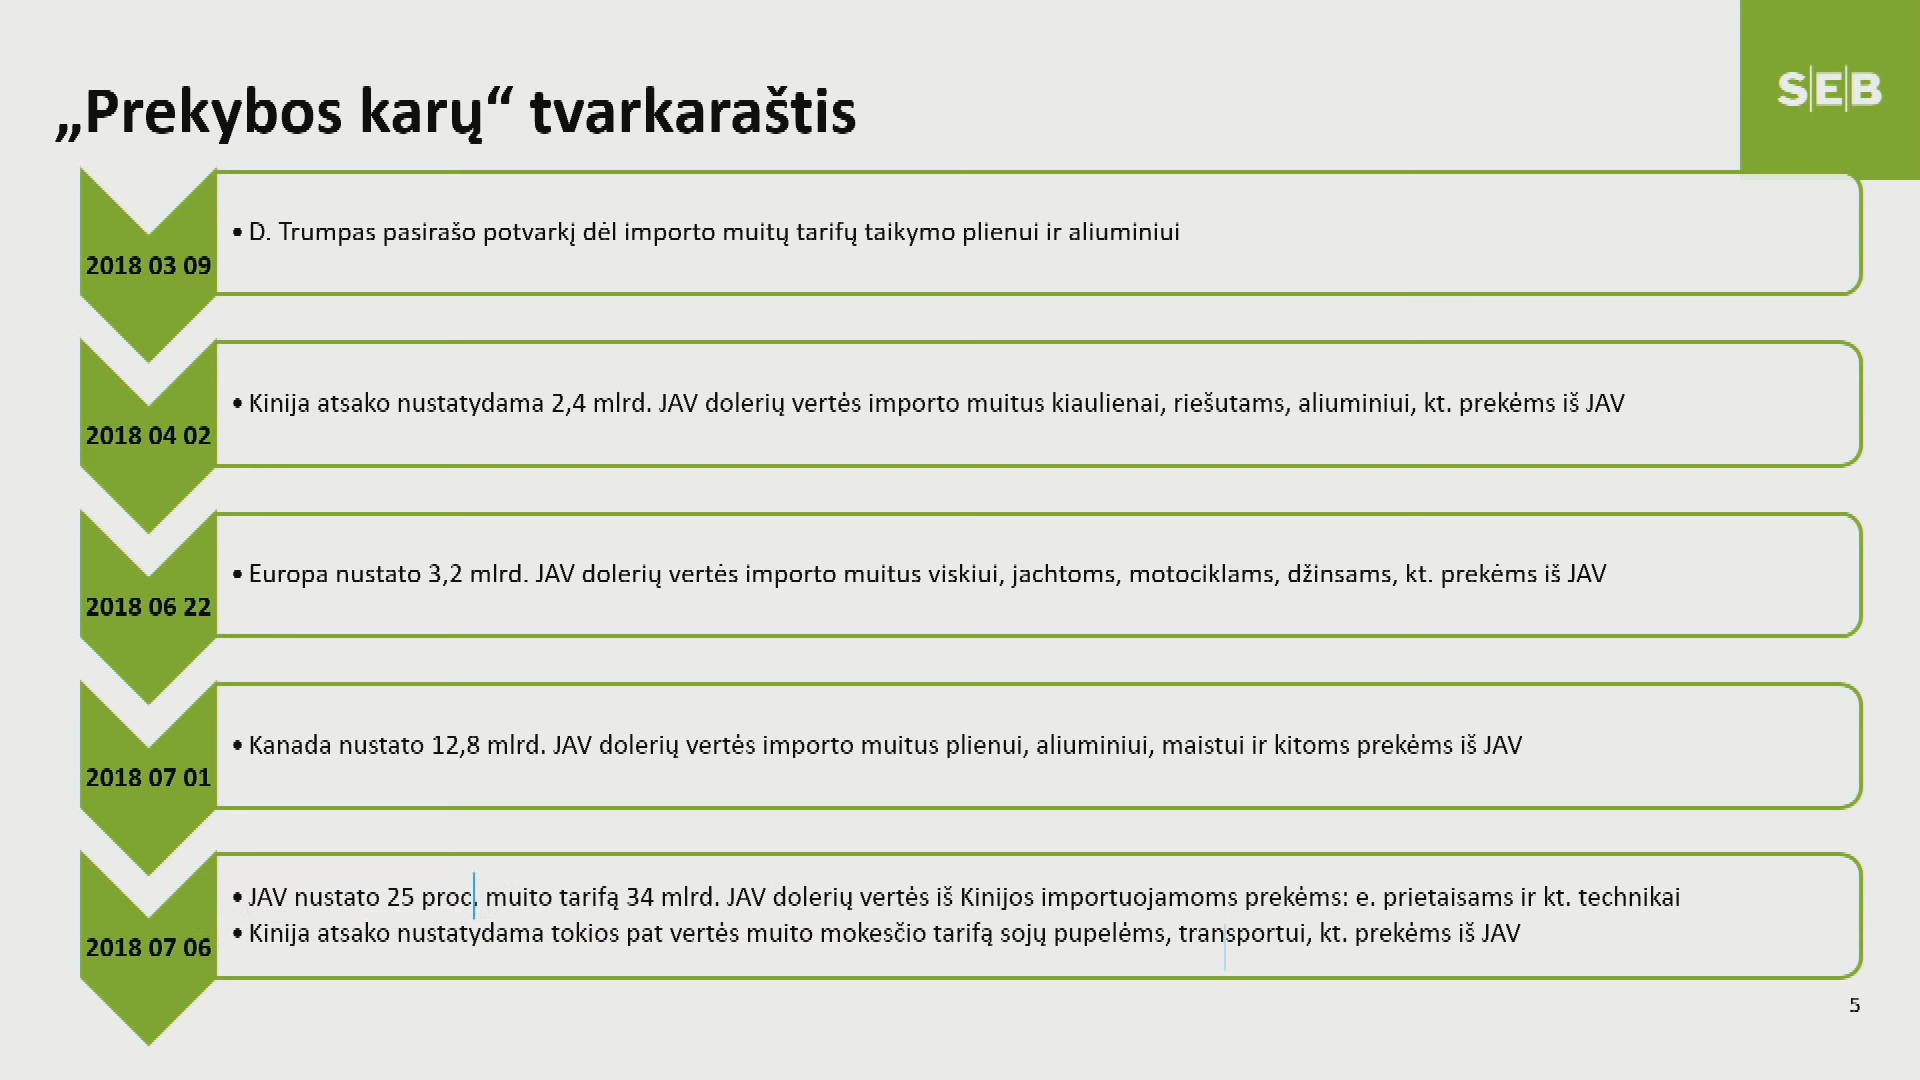 SEB
„Prekybos karų“ tvarkaraštis
2018 03 09
• D. Trumpas pasirašo potvarkį dėl importo muitų tarifų taikymo plienui ir aliuminiui
2018 04 02
• Kinija atsako nustatydama 2,4 mlrd. JAV dolerių vertės importo muitus kiaulienai, riešutams, aliuminiui, kt. prekėms iš JAV
2018 06 22
• Europa nustato 3,2 mlrd. JAV dolerių vertės importo muitus viskiui, jachtoms, motociklams, džinsams, kt. prekėms iš JAV
2018 07 01
• Kanada nustato 12,8 mlrd. JAV dolerių vertės importo muitus plienui, aliuminiui, maistui ir kitoms prekėms iš JAV
2018 07 06
• JAV nustato 25 proc. muito tarifą 34 mlrd. JAV dolerių vertės iš Kinijos importuojamoms prekėms: e. prietaisams ir kt. technikai
• Kinija atsako nustatydama tokios pat vertės muito mokesčio tarifą sojų pupelėms, transportui, kt. prekėms iš JAV
5